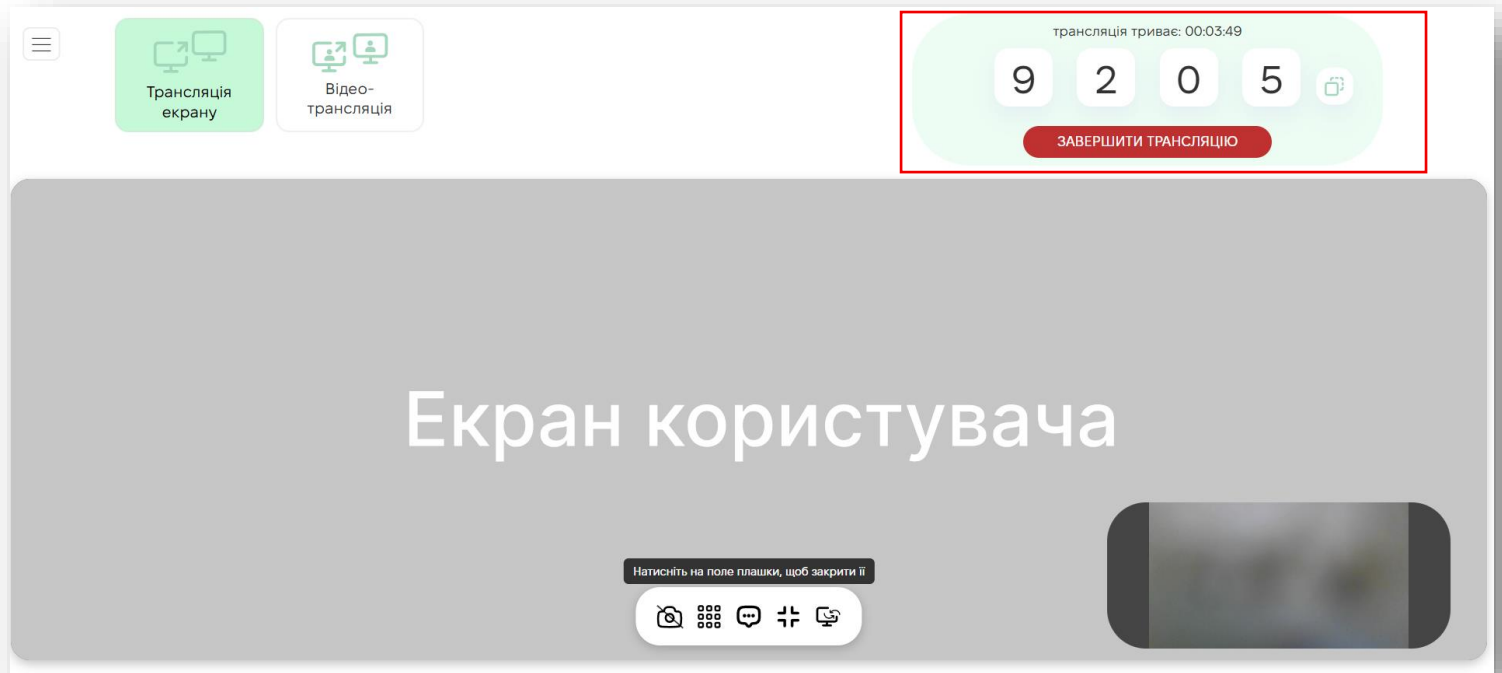 Трансляція
екрану
Відео-
трансляція
трансляція триває: 00:03:49
9 2 0 5
ЗАВЕРШИТИ ТРАНСЛЯЦІЮ
Екран користувача
Натисніть на поле плашки, щоб закрити її